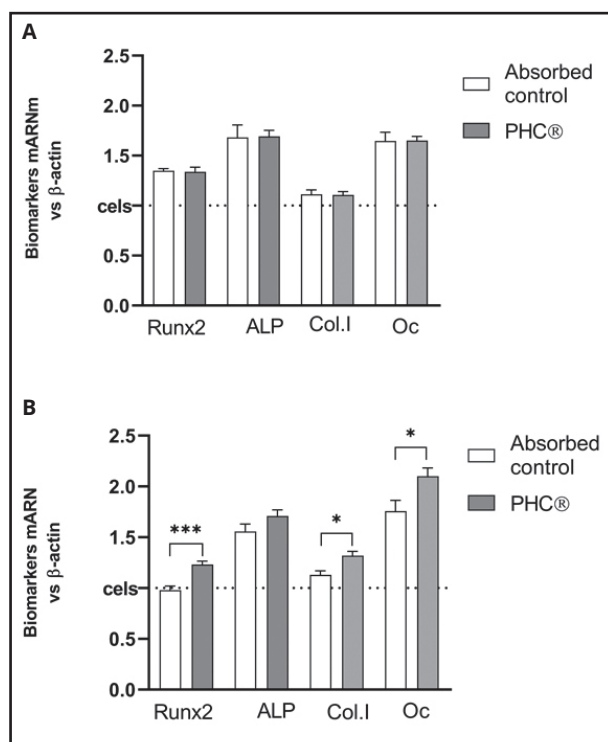 A
2.5
2.0
1.5
cels
0.5
0.0
Biomarkers mARNm
vs β-actin
Runx2 ALP Col.I Oc
Absorbed
control
PHC®
B
2.5
2.0
1.5
cels
0.5
0.0
Biomarkers mARN
vs β-actin
***
*
*
Runx2 ALP Col.I Oc
Absorbed
control
PHC®